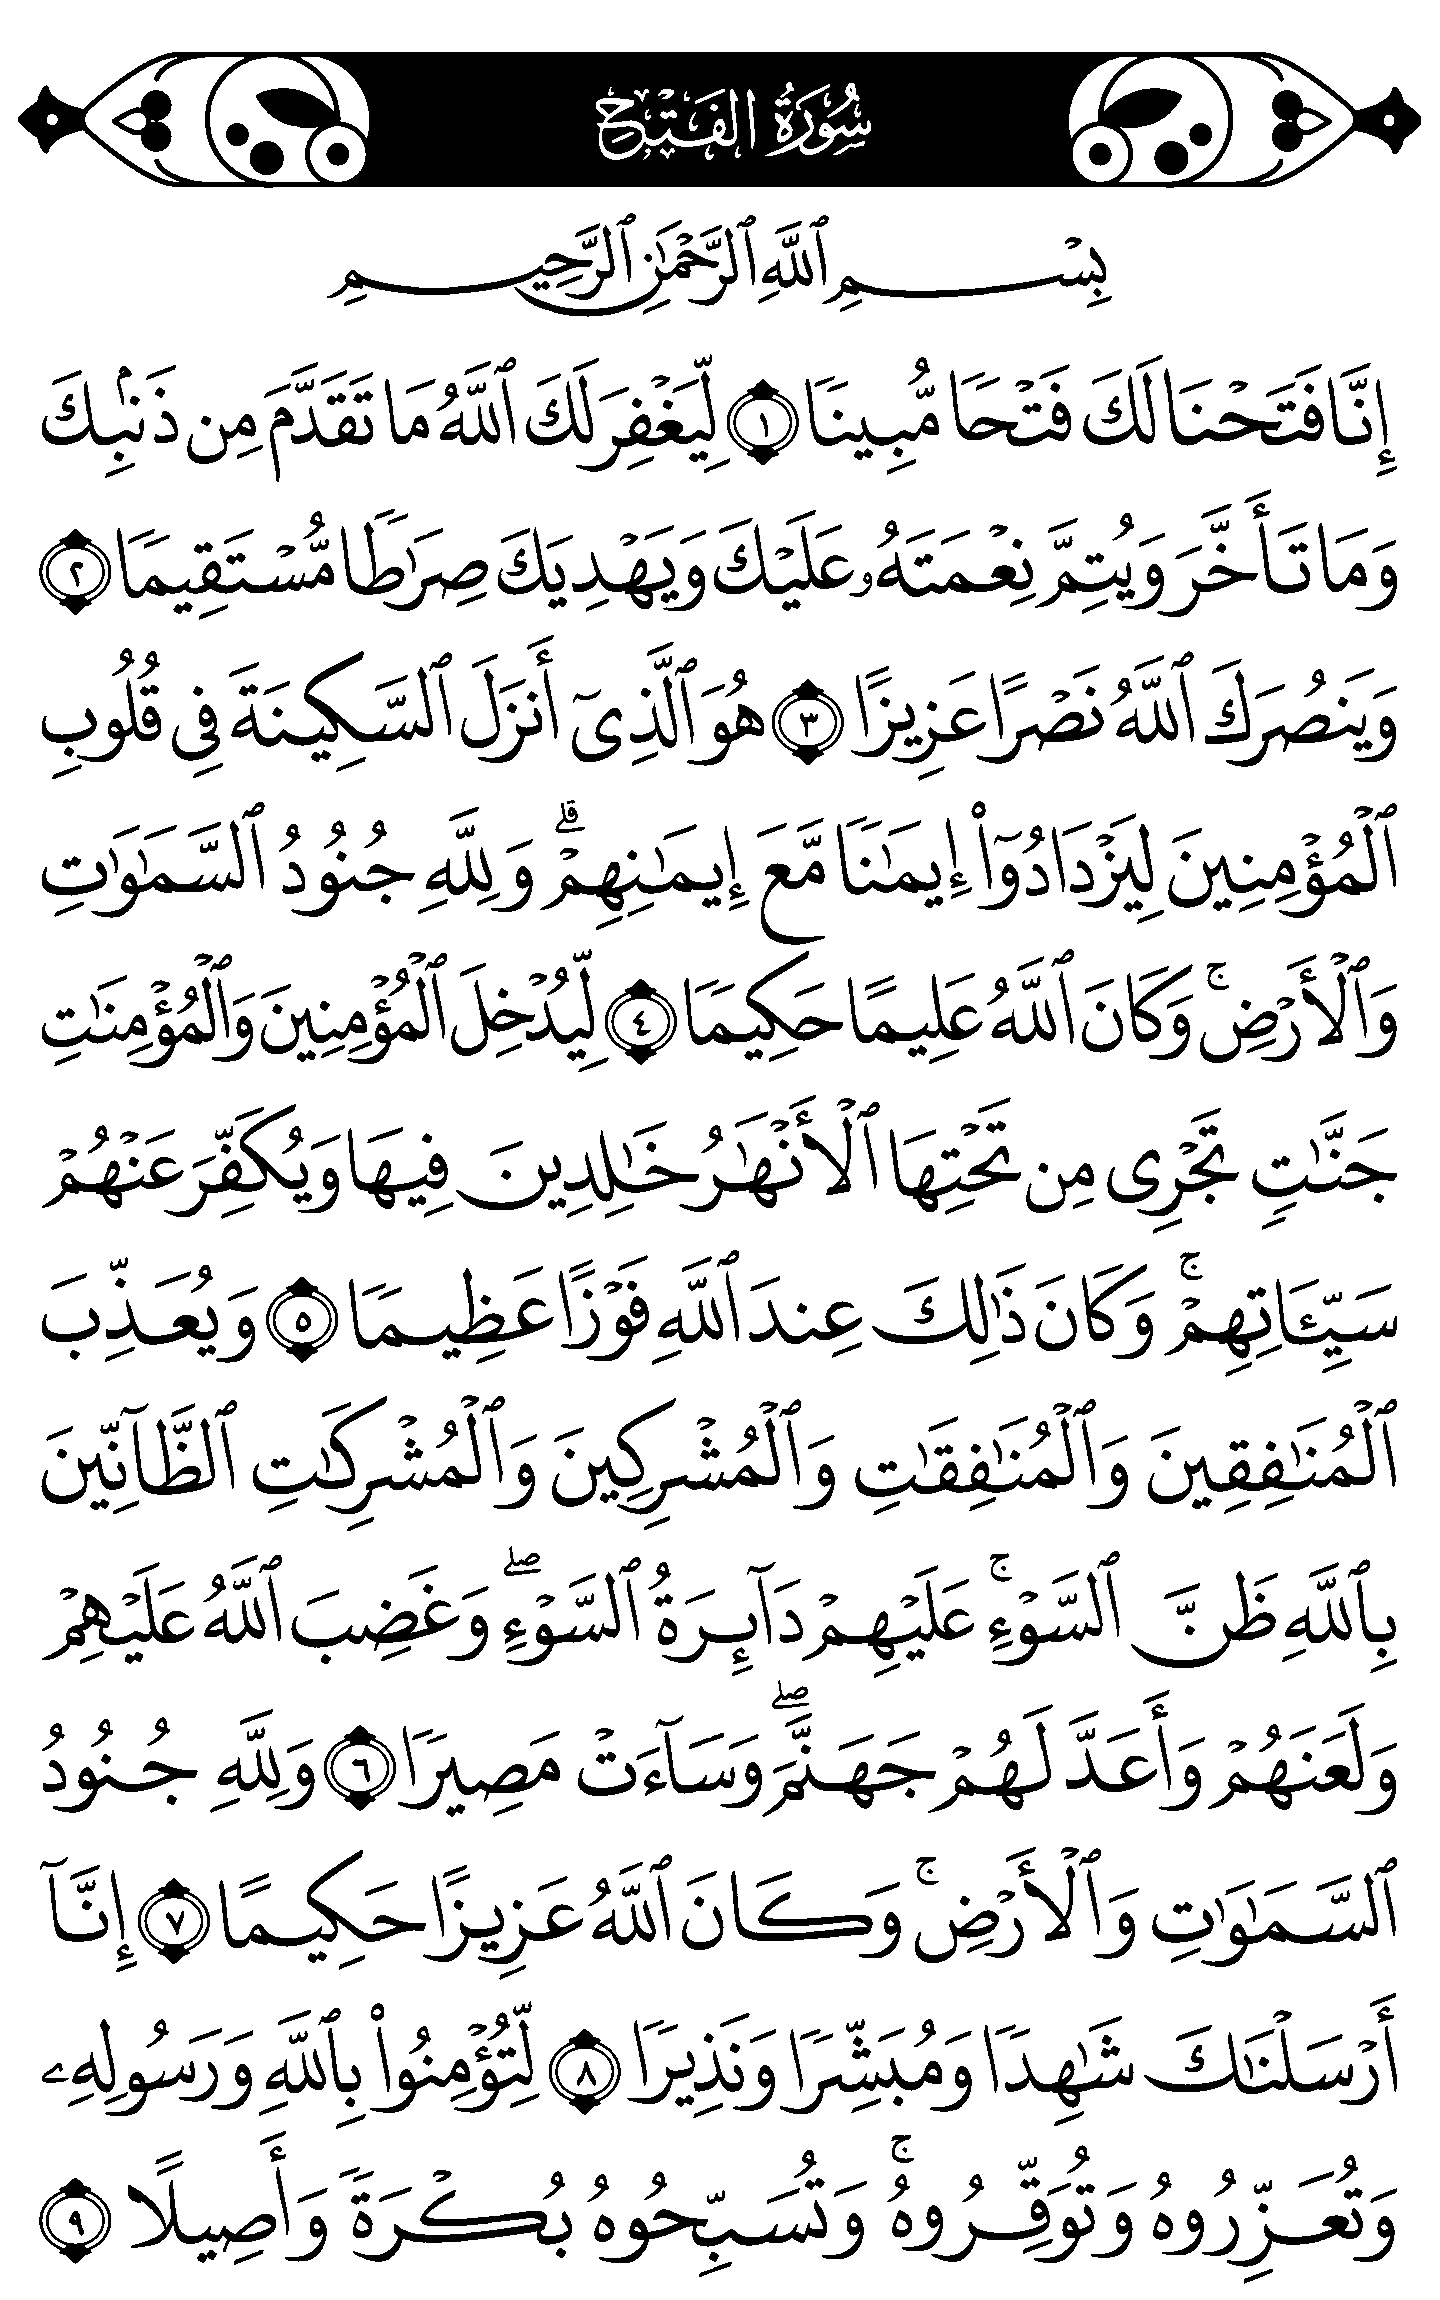 سُورَةُ الفَتْحِ
بِسْمِ ٱللَّهِ ٱلرَّحْمَٰنِ ٱلرَّحِيمِ
إِنَّا فَتَحْنَا لَكَ فَتْحًا مُّبِينًا ١ لِّيَغْفِرَ لَكَ ٱللَّهُ مَا تَقَدَّمَ مِن ذَنۢبِكَ
وَمَا تَأَخَّرَ وَيُتِمَّ نِعْمَتَهُۥ عَلَيْكَ وَيَهْدِيَكَ صِرَٰطًا مُّسْتَقِيمًا ٢
وَيَنصُرَكَ ٱللَّهُ نَصْرًا عَزِيزًا ٣ هُوَ ٱلَّذِىٓ أَنزَلَ ٱلسَّكِينَةَ فِى قُلُوبِ
ٱلْمُؤْمِنِينَ لِيَزْدَادُوٓا۟ إِيمَٰنًا مَّعَ إِيمَٰنِهِمْ ۗ وَلِلَّهِ جُنُودُ ٱلسَّمَٰوَٰتِ
وَٱلْأَرْضِ ۚ وَكَانَ ٱللَّهُ عَلِيمًا حَكِيمًا ٤ لِّيُدْخِلَ ٱلْمُؤْمِنِينَ وَٱلْمُؤْمِنَٰتِ
جَنَّٰتٍ تَجْرِى مِن تَحْتِهَا ٱلْأَنْهَٰرُ خَٰلِدِينَ فِيهَا وَيُكَفِّرَ عَنْهُمْ
سَيِّـَٔاتِهِمْ ۚ وَكَانَ ذَٰلِكَ عِندَ ٱللَّهِ فَوْزًا عَظِيمًا ٥ وَيُعَذِّبَ
ٱلْمُنَٰفِقِينَ وَٱلْمُنَٰفِقَٰتِ وَٱلْمُشْرِكِينَ وَٱلْمُشْرِكَٰتِ ٱلظَّآنِّينَ
بِٱللَّهِ ظَنَّ ٱلسَّوْءِ ۚ عَلَيْهِمْ دَآئِرَةُ ٱلسَّوْءِ ۖ وَغَضِبَ ٱللَّهُ عَلَيْهِمْ
وَلَعَنَهُمْ وَأَعَدَّ لَهُمْ جَهَنَّمَ ۖ وَسَآءَتْ مَصِيرًا ٦ وَلِلَّهِ جُنُودُ
ٱلسَّمَٰوَٰتِ وَٱلْأَرْضِ ۚ وَكَانَ ٱللَّهُ عَزِيزًا حَكِيمًا ٧ إِنَّآ
أَرْسَلْنَٰكَ شَٰهِدًا وَمُبَشِّرًا وَنَذِيرًا ٨ لِّتُؤْمِنُوا۟ بِٱللَّهِ وَرَسُولِهِۦ
وَتُعَزِّرُوهُ وَتُوَقِّرُوهُ ۚ وَتُسَبِّحُوهُ بُكْرَةً وَأَصِيلًا ٩